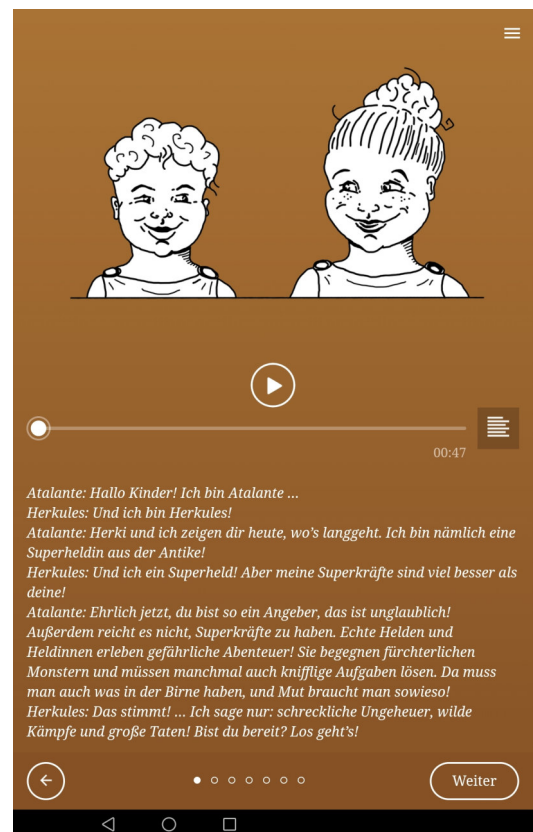 00:47
Atalante: Hallo Kinder! Ich bin Atalante ...
Herkules: Und ich bin Herkules!
Atalante: Herki und ich zeigen dir heute, wo’s langgeht. Ich bin nämlich eine
Superheldin aus der Antike!
Herkules: Und ich ein Superheld! Aber meine Superkräfte sind viel besser als
deine!
Atalante: Ehrlich jetzt, du bist so ein Angeber, das ist unglaublich!
Außerdem reicht es nicht, Superkräfte zu haben. Echte Helden und
Heldinnen erleben gefährliche Abenteuer! Sie begegnen fürchterlichen
Monstern und müssen manchmal auch knifflige Aufgaben lösen. Da muss
man auch was in der Birne haben, und Mut braucht man sowieso!
Herkules: Das stimmt! ... Ich sage nur: schreckliche Ungeheuer, wilde
Kämpfe und große Taten! Bist du bereit? Los geht’s!
Weiter